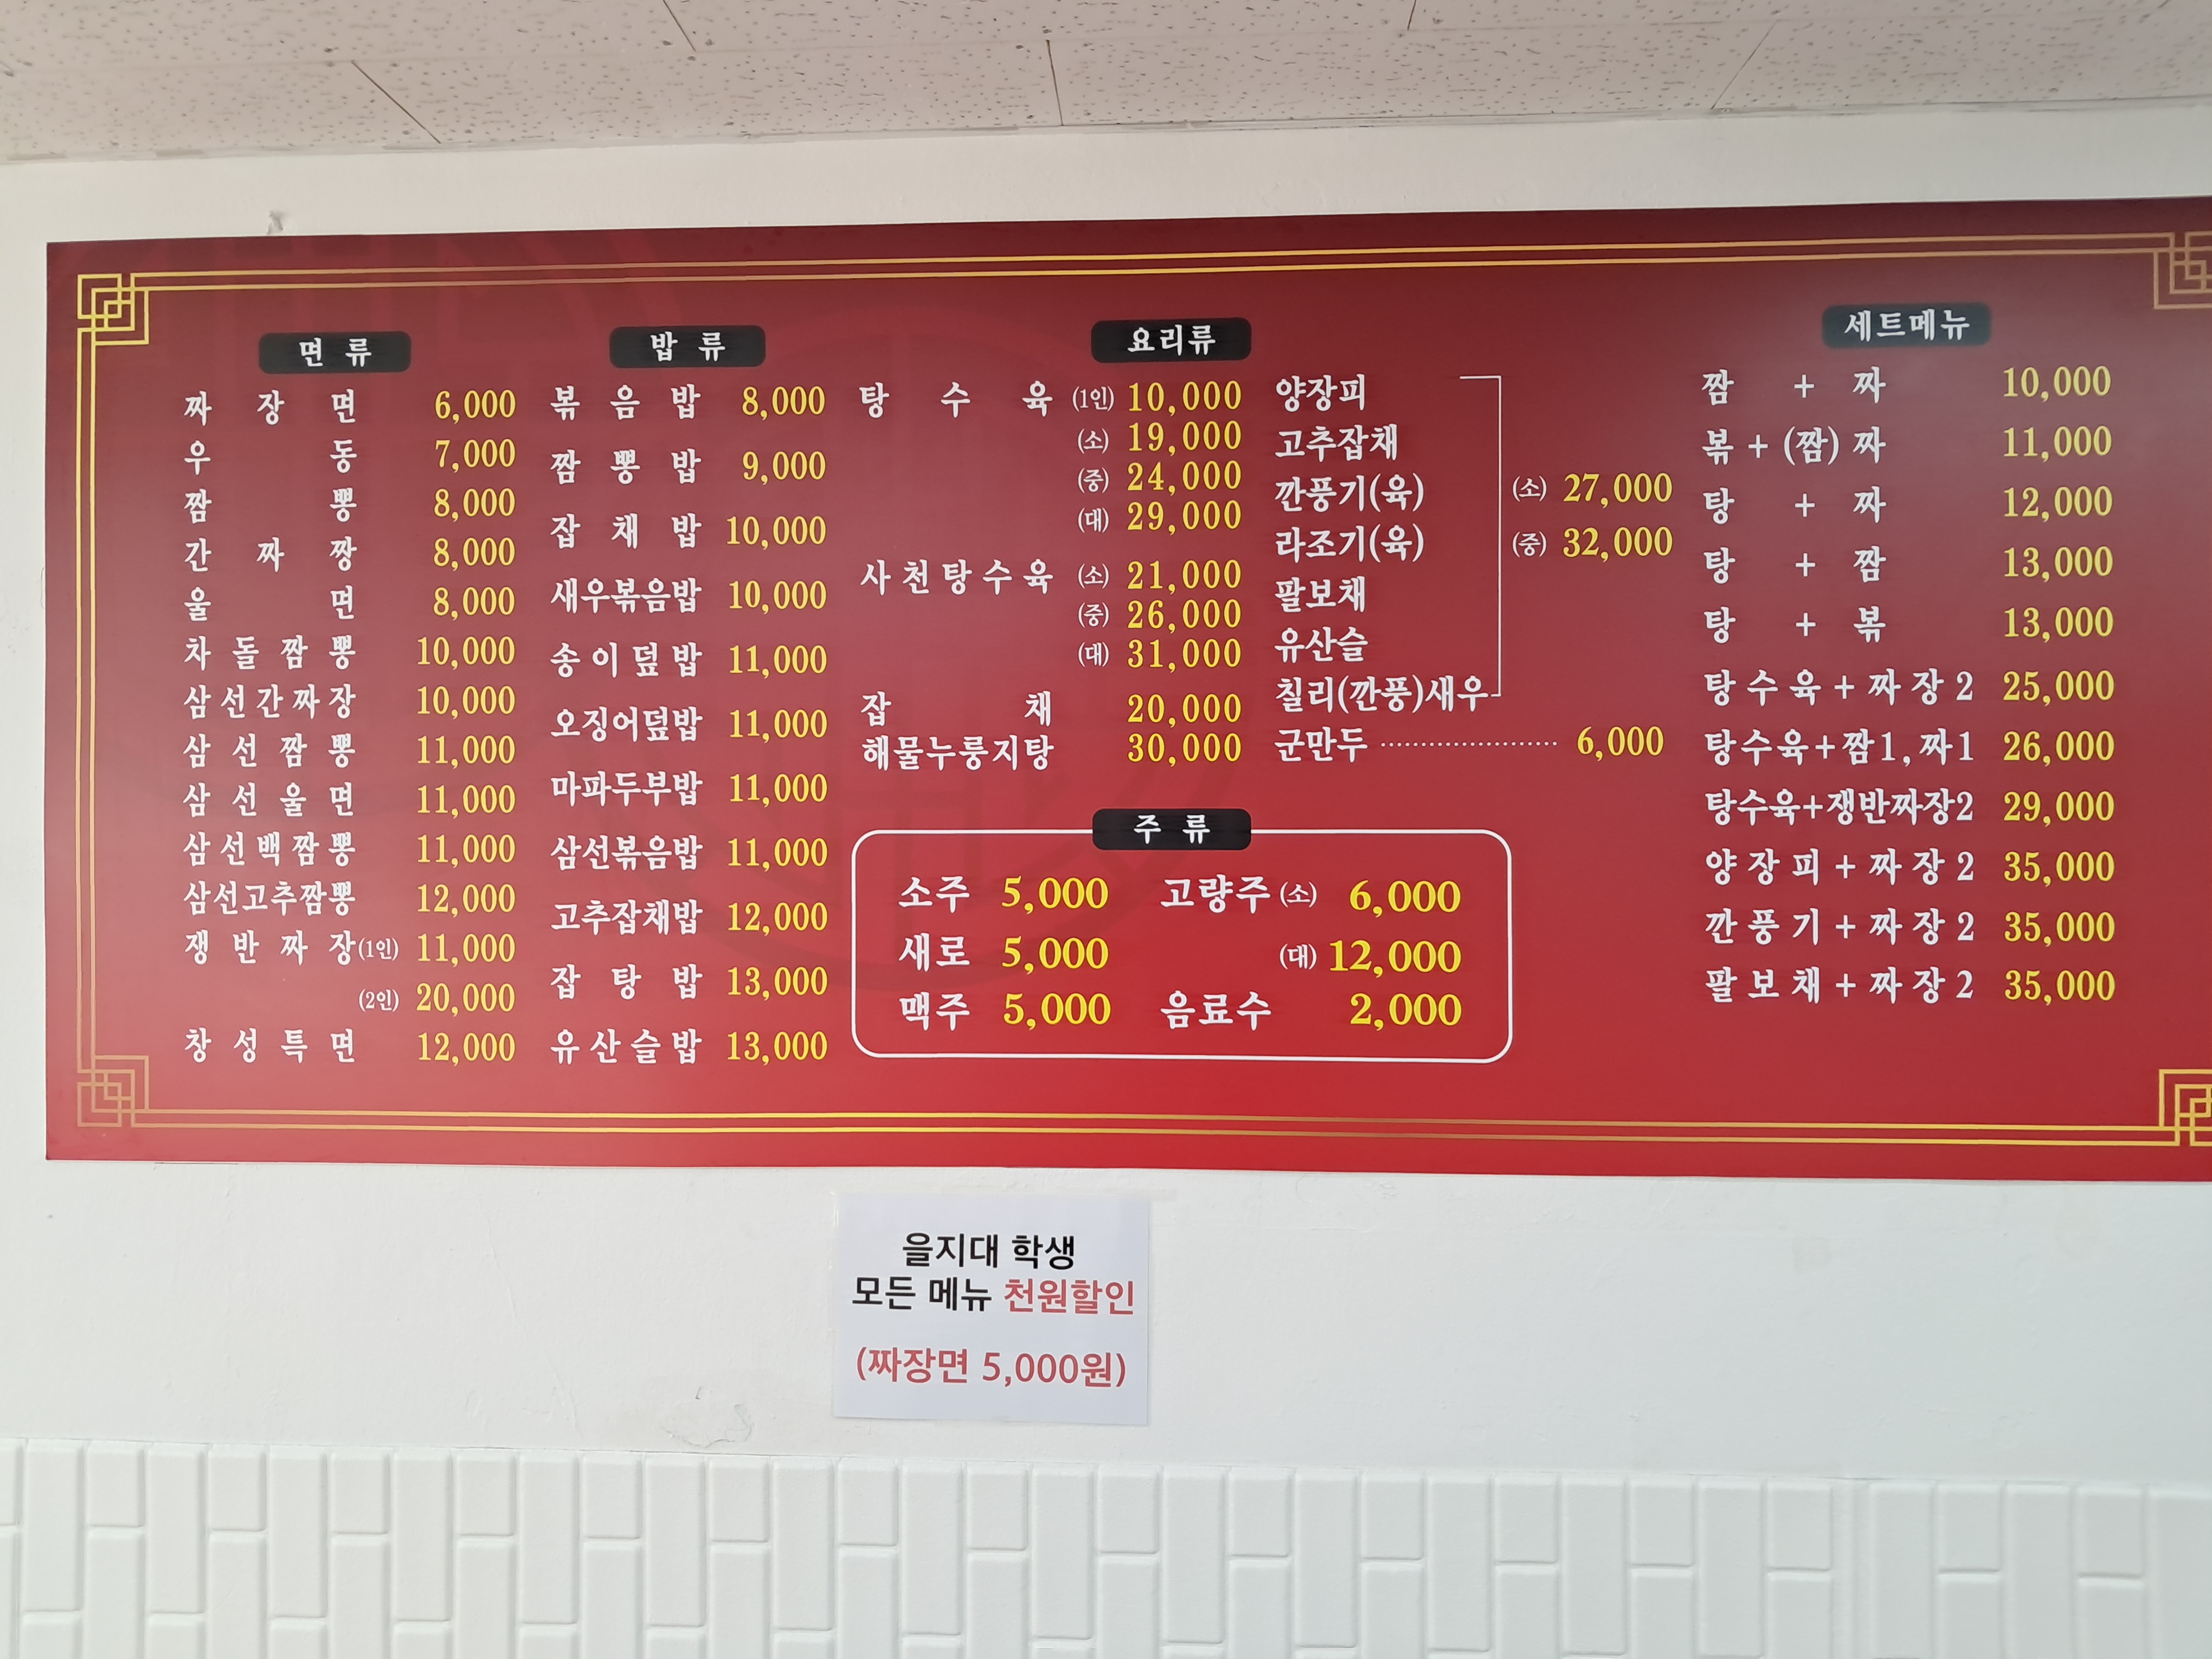 면 류
짜 장 면 6,000
우 동 7,000
짬 뽕 8,000
간 짜 장 8,000
울 면 8,000
차 돌 짬 뽕 10,000
삼선간짜장 10,000
삼 선 짬 뽕 11,000
삼 선 울 면 11,000
삼선백짬뽕 11,000
삼선고추짬뽕 12,000
쟁 반 짜 장(1인) 11,000
(2인) 20,000
창 성 특 면 12,000
밥 류
볶 음 밥 8,000
짬 뽕 밥 9,000
잡 채 밥 10,000
새우볶음밥 10,000
송이덮밥 11,000
오징어덮밥 11,000
마파두부밥 11,000
삼선볶음밥 11,000
고추잡채밥 12,000
잡 탕 밥 13,000
유산슬밥 13,000
요리류
탕 수 육 (1인) 10,000
(소) 19,000
(중) 24,000
(대) 29,000
사천탕수육 (소) 21,000
(중) 26,000
(대) 31,000
잡 채 20,000
해물누룽지탕 30,000
양장피
고추잡채
깐풍기(육)
라조기(육)
팔보채
유산슬
칠리(깐풍)새우
(소) 27,000
(중) 32,000
군만두 6,000
주 류
소주 5,000 고량주(소) 6,000
새로 5,000 (대) 12,000
맥주 5,000 음료수 2,000
세트메뉴
짬 + 짜 10,000
볶 + (짬) 짜 11,000
탕 + 짜 12,000
탕 + 짬 13,000
탕 + 볶 13,000
탕수육+짜장2 25,000
탕수육+짬1,짜1 26,000
탕수육+쟁반짜장2 29,000
양장피+짜장2 35,000
깐풍기+짜장2 35,000
팔보채+짜장2 35,000
을지대 학생
모든 메뉴 천원할인
(짜장면 5,000원)